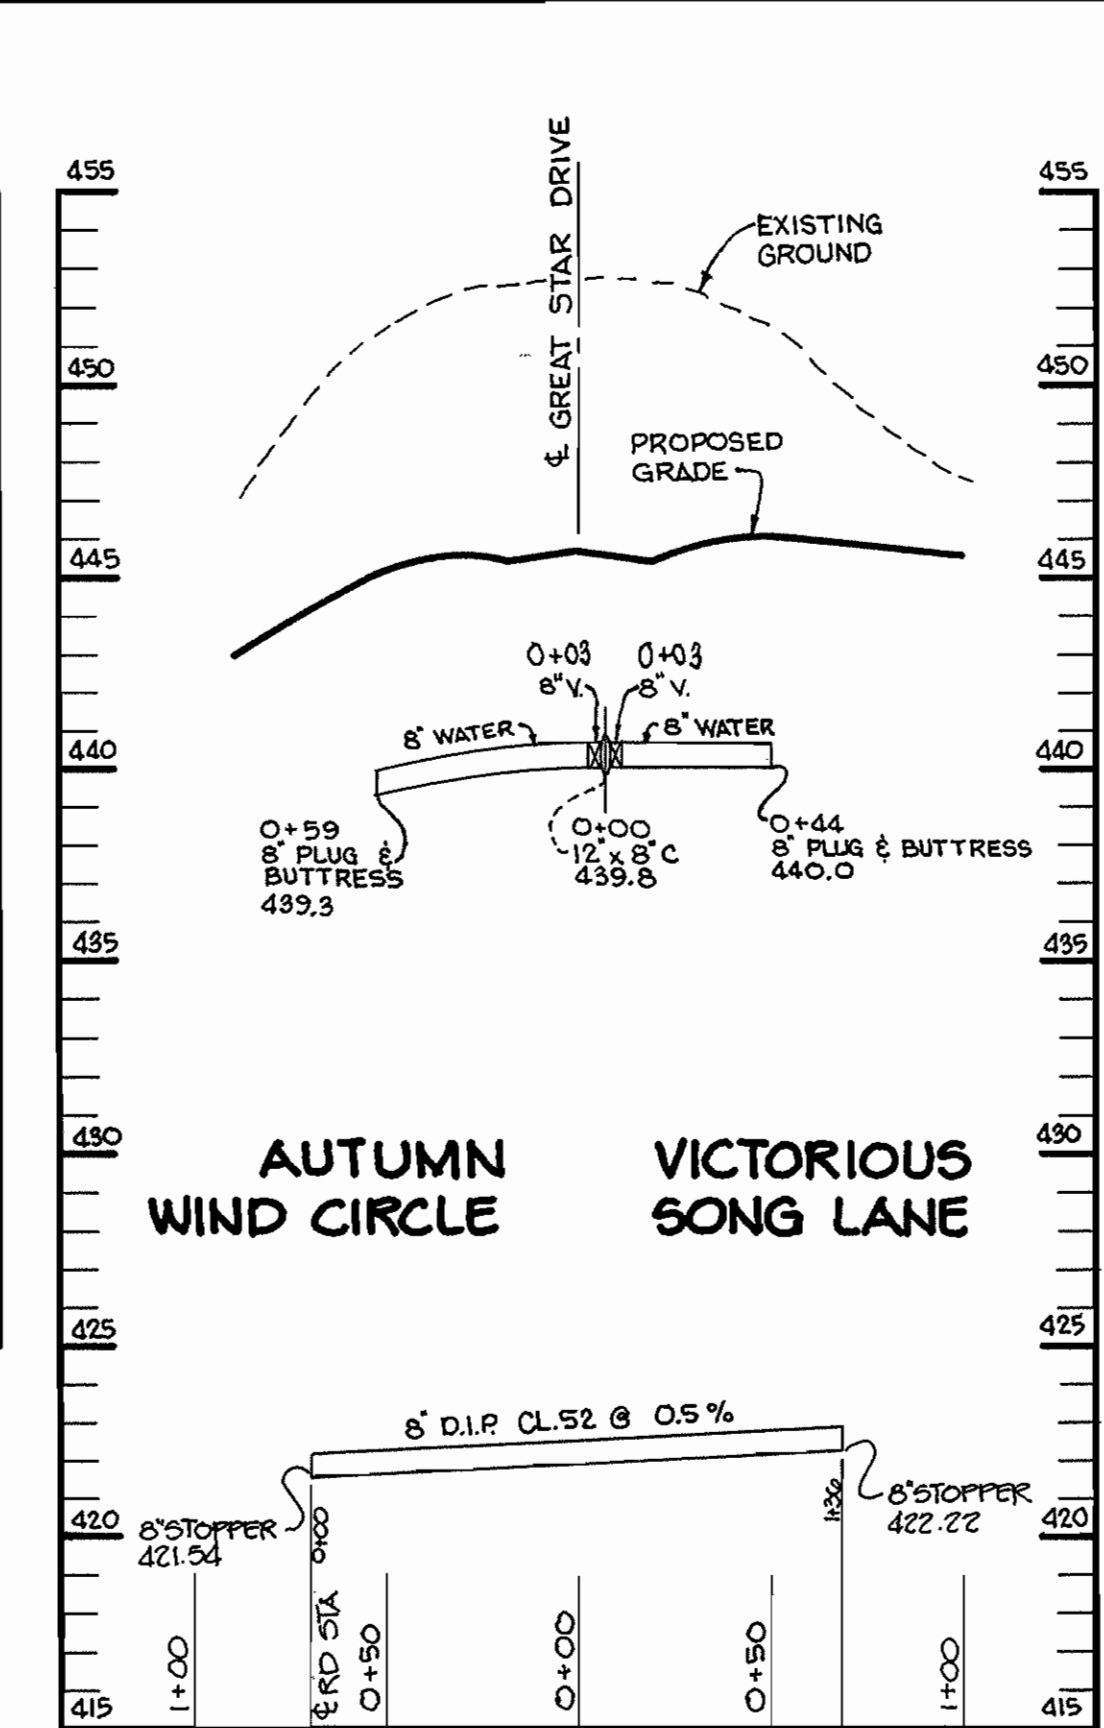 455
455
℄ GREAT STAR DRIVE
EXISTING
GROUND
450
450
PROPOSED
GRADE
445
445
0+03
8" V.
0+03
8" V.
8" WATER
8" WATER
440
440
0+59
8" PLUG &
BUTTRESS
439.3
0+00
12" x 8" C
439.8
0+44
8" PLUG & BUTTRESS
440.0
435
435
430
430
AUTUMN
WIND CIRCLE
VICTORIOUS
SONG LANE
425
425
8" D.I.P. CL.52 @ 0.5%
8" STOPPER
421.54
0+00
1+36
8" STOPPER
422.22
420
420
1+00
℄ RD STA
0+50
0+00
0+50
1+00
415
415